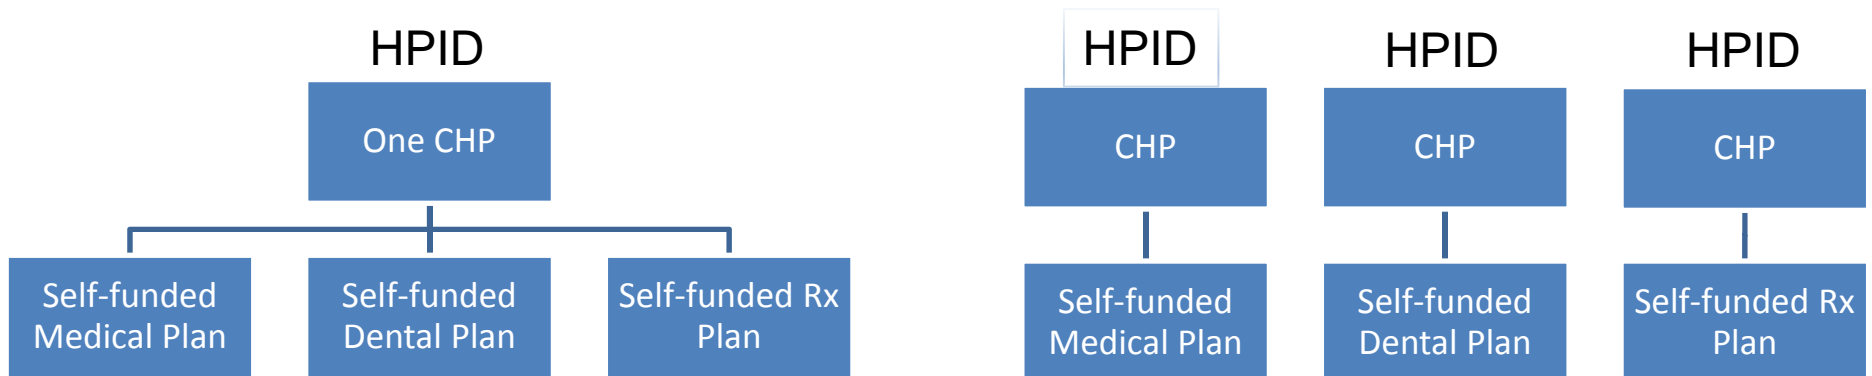 HPID
One CHP
Self-funded
Medical Plan
Self-funded
Dental Plan
Self-funded Rx
Plan
HPID
HPID
HPID
CHP
CHP
CHP
Self-funded
Medical Plan
Self-funded
Dental Plan
Self-funded Rx
Plan